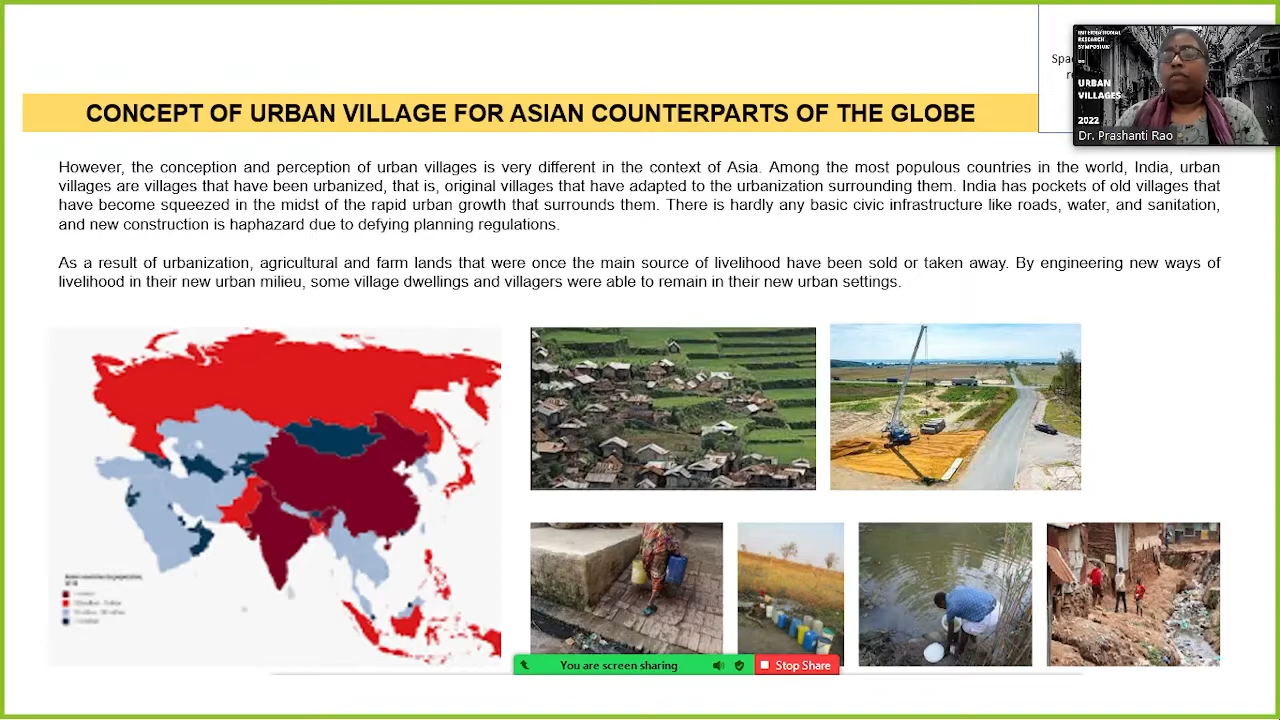 Spac
INTERNATIONAL
RESEARCH
SYMPOSIUM
on
URBAN
VILLAGES
2022
Dr. Prashanti Rao
CONCEPT OF URBAN VILLAGE FOR ASIAN COUNTERPARTS OF THE GLOBE
However, the conception and perception of urban villages is very different in the context of Asia. Among the most populous countries in the world, India, urban
villages are villages that have been urbanized, that is, original villages that have adapted to the urbanization surrounding them. India has pockets of old villages that
have become squeezed in the midst of the rapid urban growth that surrounds them. There is hardly any basic civic infrastructure like roads, water, and sanitation,
and new construction is haphazard due to defying planning regulations.
As a result of urbanization, agricultural and farm lands that were once the main source of livelihood have been sold or taken away. By engineering new ways of
livelihood in their new urban milieu, some village dwellings and villagers were able to remain in their new urban settings.
You are screen sharing
Stop Share